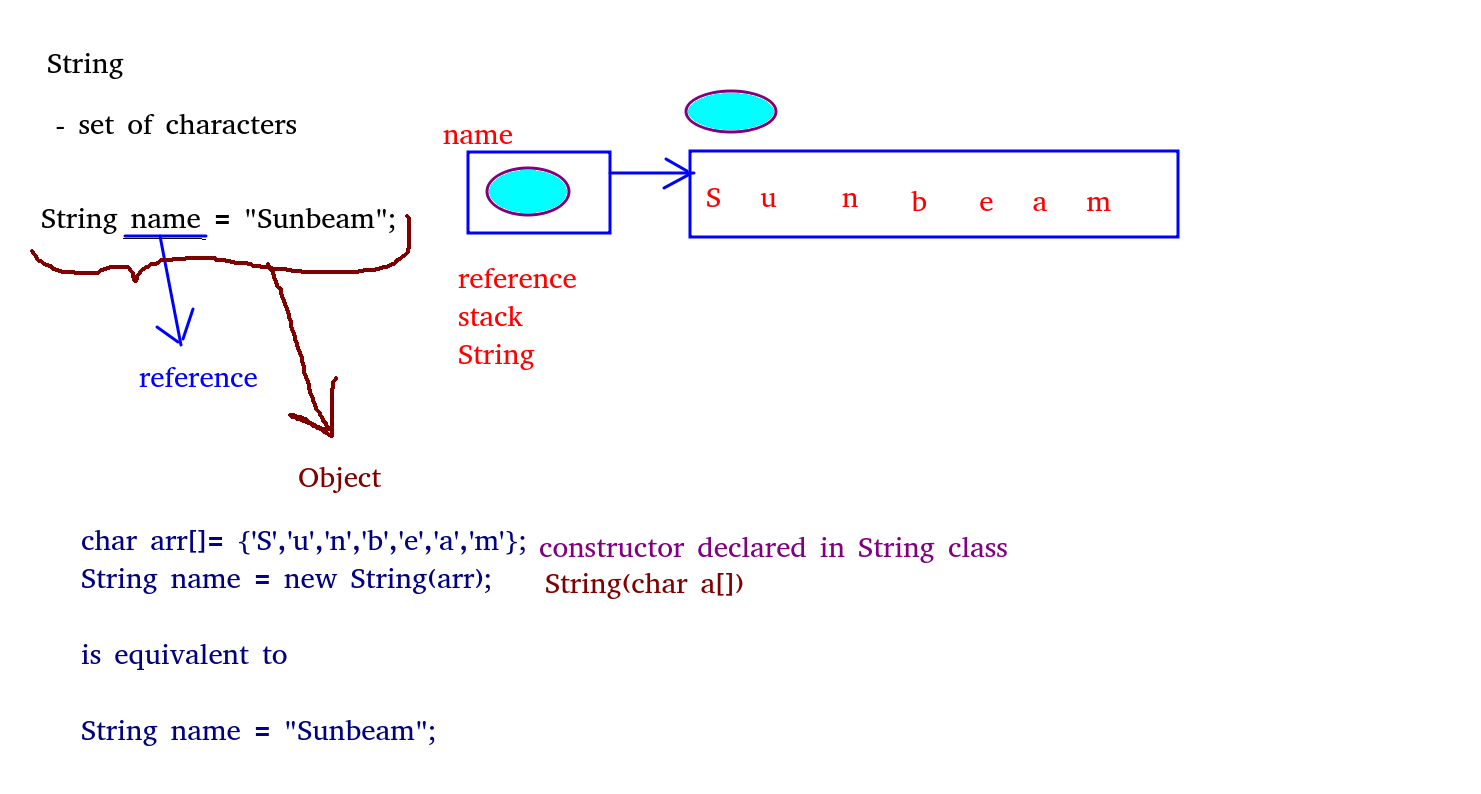 String
- set of characters
String name = "Sunbeam";
reference
Object
name
S u n b e a m
reference
stack
String
char arr[]= {'S','u','n','b','e','a','m'};
constructor declared in String class
String name = new String(arr);
String(char a[])
is equivalent to
String name = "Sunbeam";